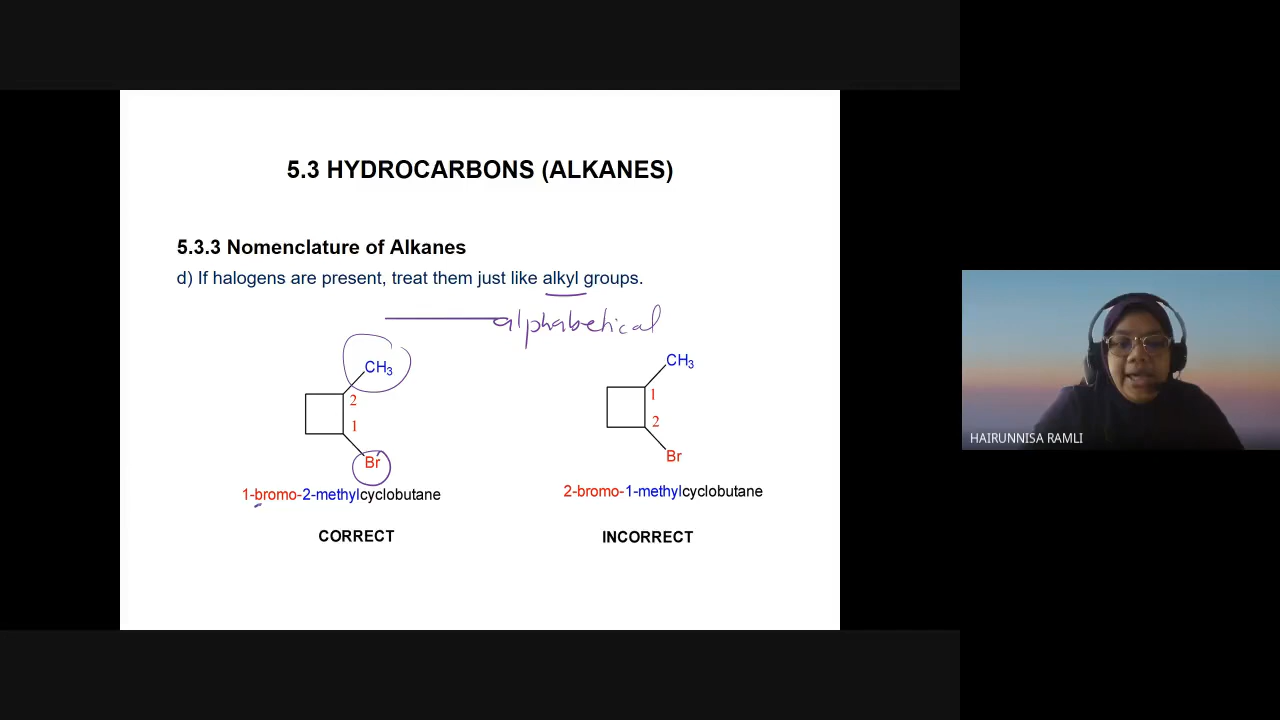 5.3 HYDROCARBONS (ALKANES)
5.3.3 Nomenclature of Alkanes
d) If halogens are present, treat them just like alkyl groups.
alphabetical
CH3
2
1
Br
1-bromo-2-methylcyclobutane
CORRECT
CH3
1
2
Br
2-bromo-1-methylcyclobutane
INCORRECT
HAIRUNNISA RAMLI